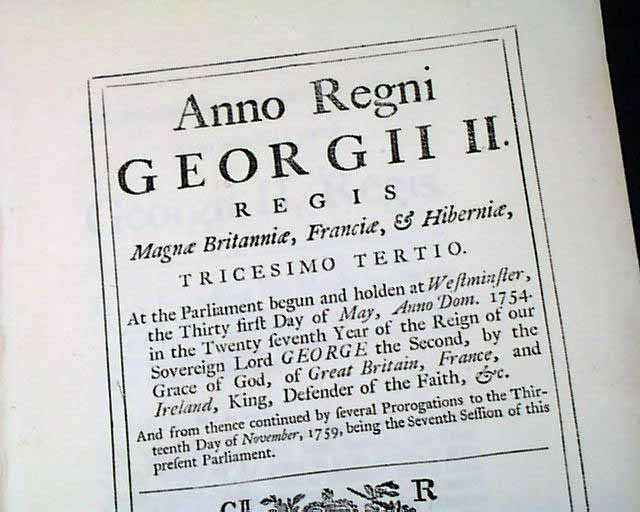 Anno Regni
GEORGII II.
REGIS
Magnæ Britanniæ, Franciæ, & Hiberniæ,
TRICESIMO TERTIO.
At the Parliament begun and holden at Weſtminſter,
the Thirty firſt Day of May, Anno Dom. 1754.
in the Twenty ſeventh Year of the Reign of our
Sovereign Lord GEORGE the Second, by the
Grace of God, of Great Britain, France, and
Ireland, King, Defender of the Faith, &c.
And from thence continued by ſeveral Prorogations to the Thir-
teenth Day of November, 1759, being the Seventh Seſſion of this
preſent Parliament.
GII R